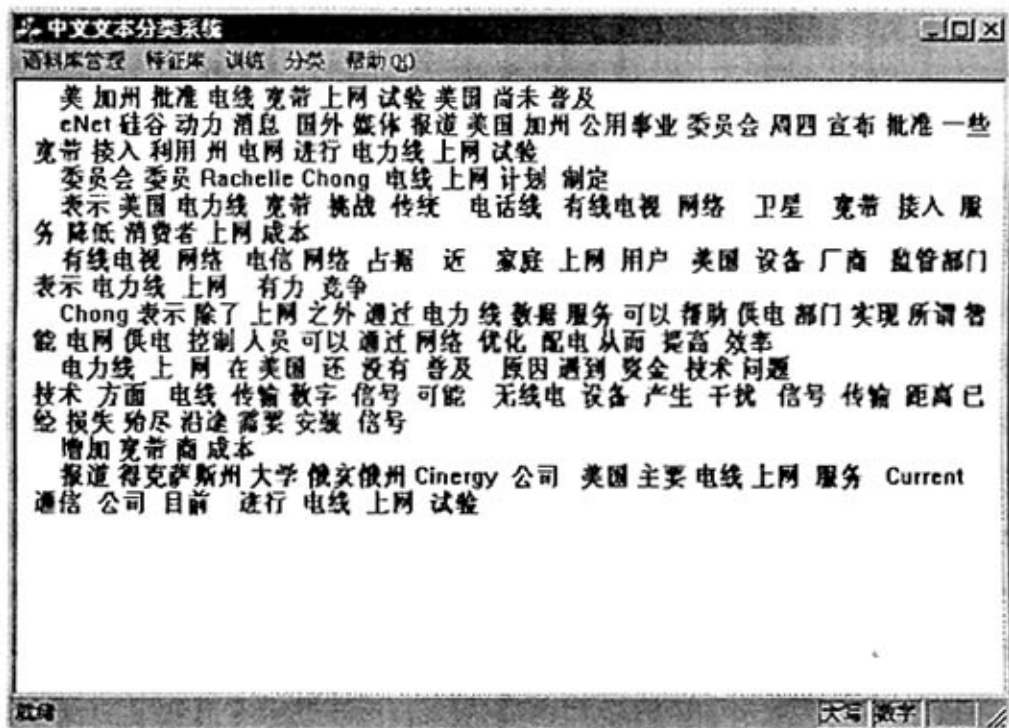 中文文本分类系统
语料库管理 特征库 训练 分类 帮助(H)
美 加州 批准 电线 宽带 上网 试验 美国 尚未 普及
eNet 硅谷 动力 消息 国外 媒体 报道 美国 加州 公用事业 委员会 周四 宣布 批准 一些
宽带 接入 利用 州 电网 进行 电力线 上网 试验
委员会 委员 Rachelle Chong 电线 上网 计划 制定
表示 美国 电力线 宽带 挑战 传统 电话线 有线电视 网络 卫星 宽带 接入 服
务 降低 消费者 上网 成本
有线电视 网络 电信 网络 占据 近 家庭 上网 用户 美国 设备 厂商 监管部门
表示 电力线 上网 有力 竞争
Chong 表示 除了 上网 之外 通过 电力 线 数据 服务 可以 帮助 供电 部门 实现 所谓 智
能 电网 供电 控制 人员 可以 通过 网络 优化 配电 从而 提高 效率
电力线 上 网 在 美国 还 没有 普及 原因 遇到 资金 技术 问题
技术 方面 电线 传输 数字 信号 可能 无线电 设备 产生 干扰 信号 传输 距离 已
经 损失 殆尽 沿途 需要 安装 信号
增加 宽带 商 成本
报道 得克萨斯州 大学 俄亥俄州 Cinergy 公司 美国 主要 电线 上网 服务 Current
通信 公司 目前 进行 电线 上网 试验
就绪 大写 数字